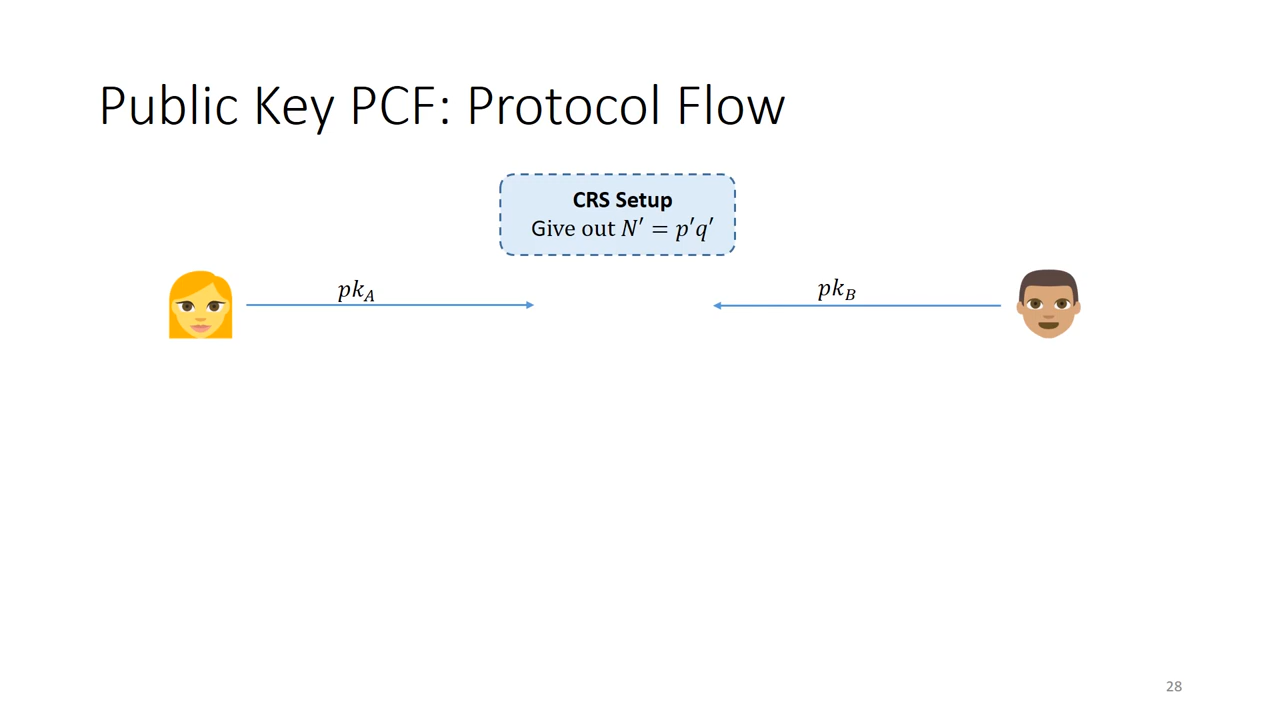 Public Key PCF: Protocol Flow
CRS Setup
Give out N′ = p′q′
pk_A
pk_B
28